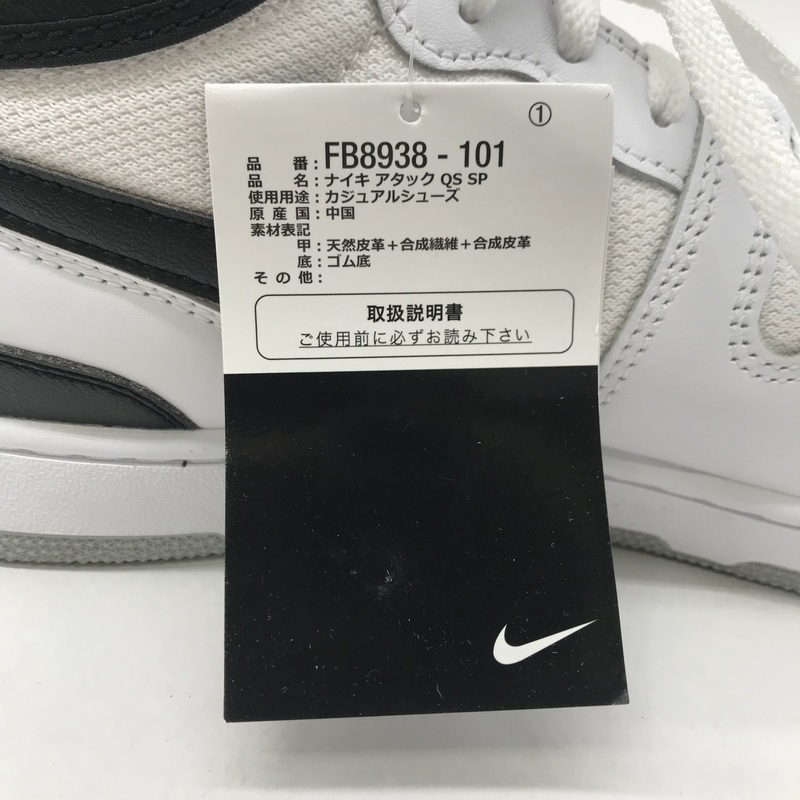 ①
品番：FB8938 - 101
品名：ナイキ アタック QS SP
使用用途：カジュアルシューズ
原産国：中国
素材表記
甲：天然皮革＋合成繊維＋合成皮革
底：ゴム底
その他：
取扱説明書
ご使用前に必ずお読み下さい